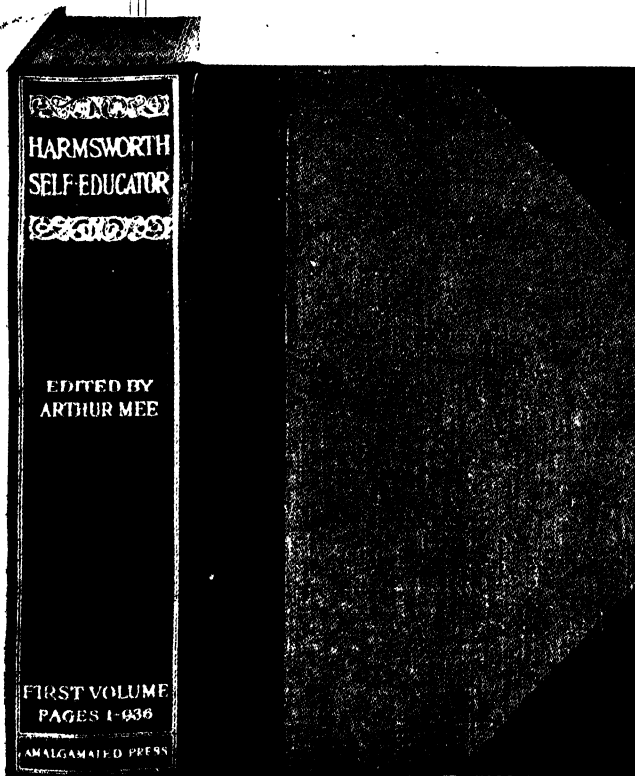 HARMSWORTH
SELF-EDUCATOR
EDITED BY
ARTHUR MEE
FIRST VOLUME
PAGES 1-936
AMALGAMATED PRESS